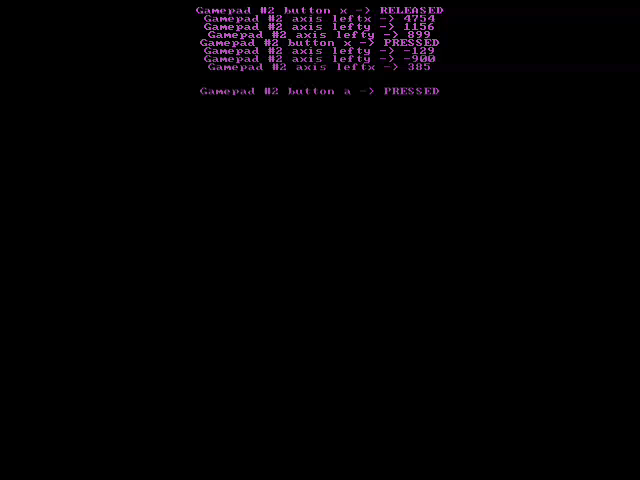 Gamepad #2 button x -> RELEASED
Gamepad #2 axis leftx -> 4754
Gamepad #2 axis lefty -> 1156
Gamepad #2 axis lefty -> 899
Gamepad #2 button x -> PRESSED
Gamepad #2 axis lefty -> -129
Gamepad #2 axis lefty -> -900
Gamepad #2 axis leftx -> 385
Gamepad #2 button a -> PRESSED